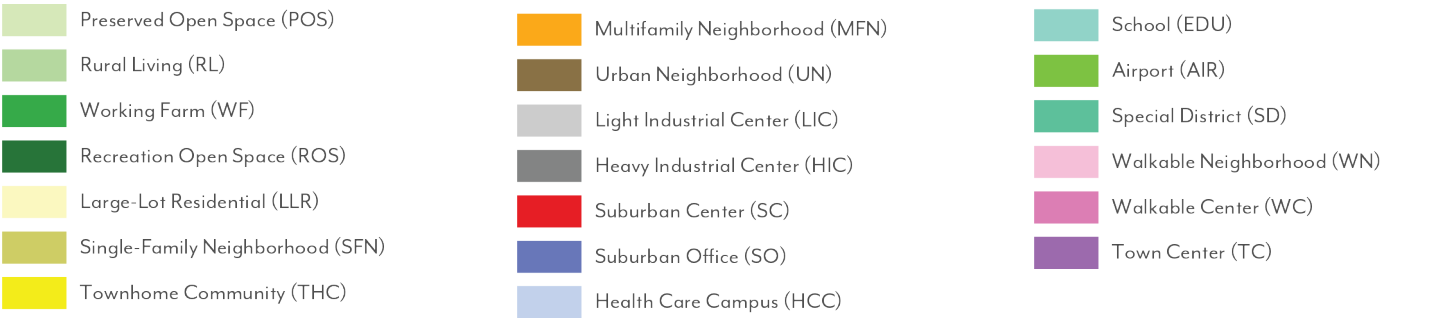 Preserved Open Space (POS)
Rural Living (RL)
Working Farm (WF)
Recreation Open Space (ROS)
Large-Lot Residential (LLR)
Single-Family Neighborhood (SFN)
Townhome Community (THC)
Multifamily Neighborhood (MFN)
Urban Neighborhood (UN)
Light Industrial Center (LIC)
Heavy Industrial Center (HIC)
Suburban Center (SC)
Suburban Office (SO)
Health Care Campus (HCC)
School (EDU)
Airport (AIR)
Special District (SD)
Walkable Neighborhood (WN)
Walkable Center (WC)
Town Center (TC)